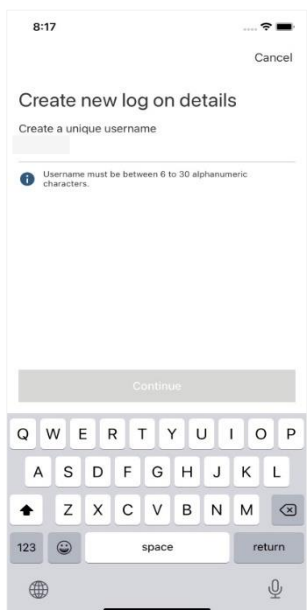 8:17
Cancel
Create new log on details
Create a unique username
Username must be between 6 to 30 alphanumeric
characters.
Continue
Q W E R T Y U I O P
A S D F G H J K L
Z X C V B N M
123 space return